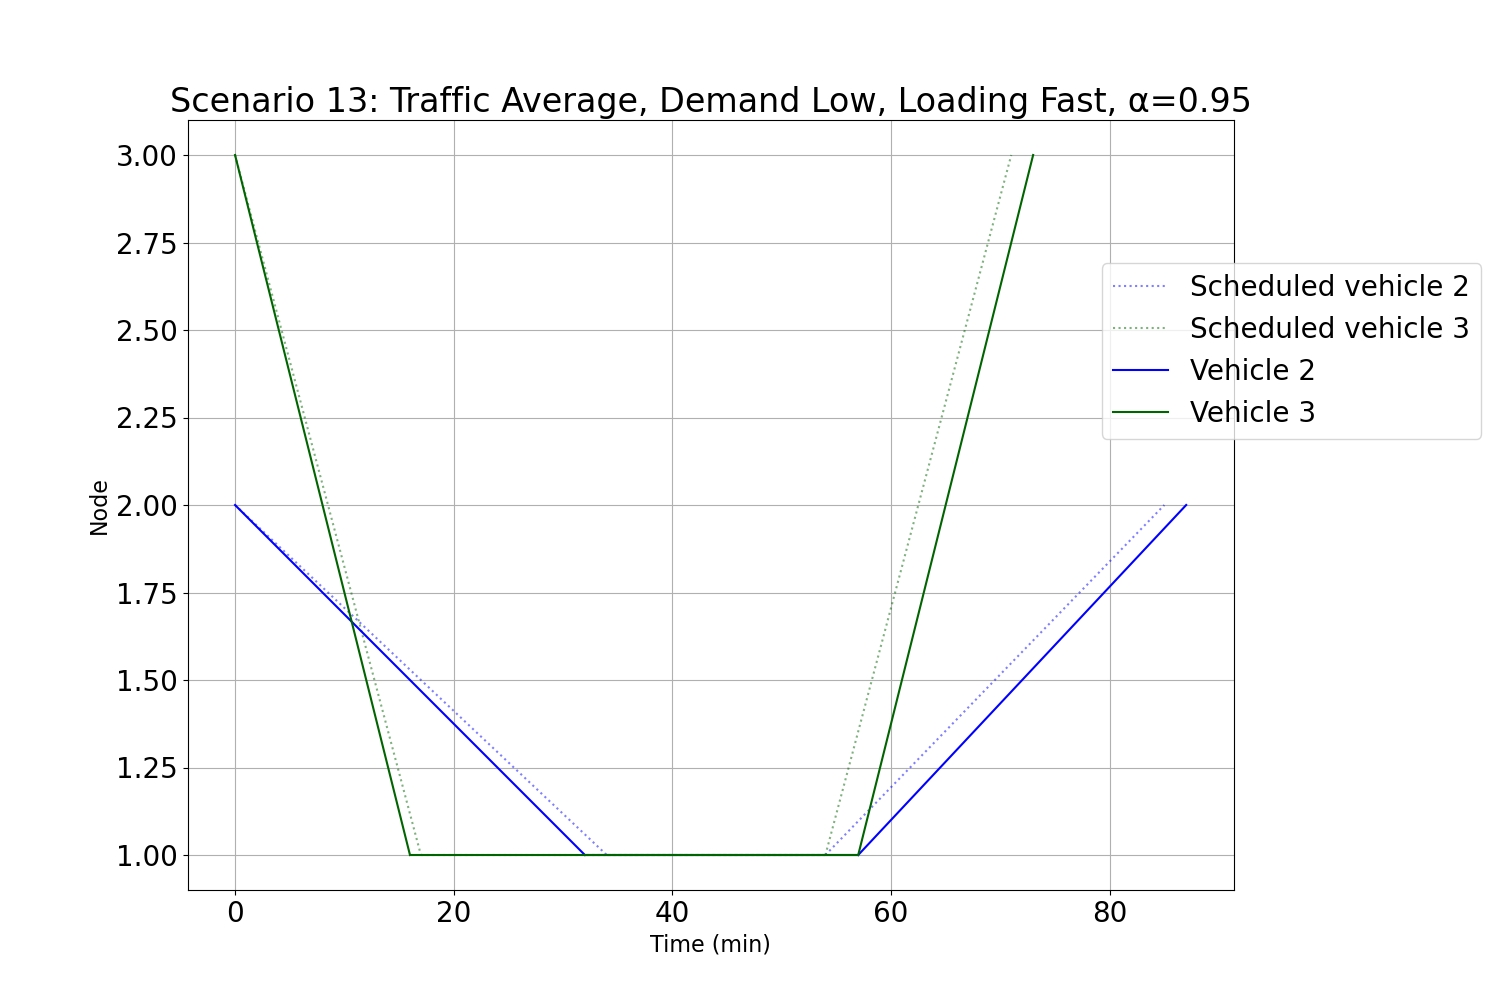 Scenario 13: Traffic Average, Demand Low, Loading Fast, α=0.95
3.00
2.75
2.50
2.25
2.00
1.75
1.50
1.25
1.00
Node
0 20 40 60 80
Time (min)
Scheduled vehicle 2
Scheduled vehicle 3
Vehicle 2
Vehicle 3